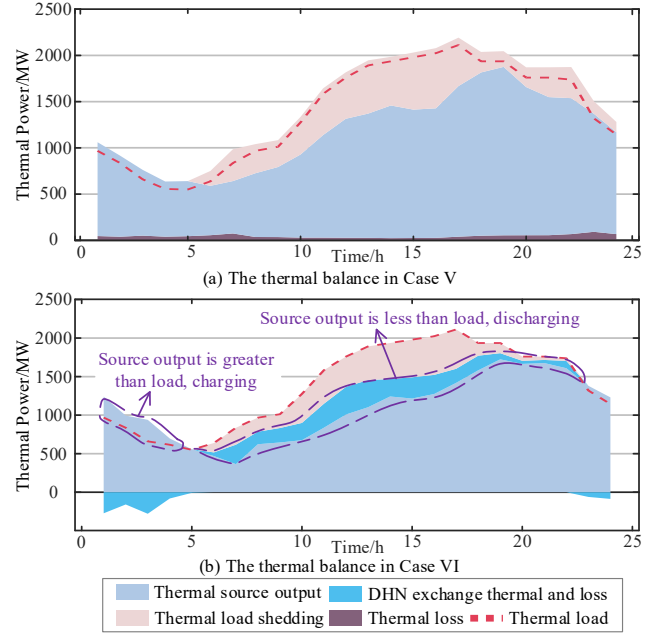 2500
2000
1500
1000
500
0
Thermal Power/MW
0
5
10
15
20
25
Time/h
(a) The thermal balance in Case V
2500
2000
1500
1000
500
0
Thermal Power/MW
Source output is less than load, discharging
Source output is greater
than load, charging
0
5
10
15
20
25
Time/h
(b) The thermal balance in Case VI
Thermal source output
DHN exchange thermal and loss
Thermal load shedding
Thermal loss
Thermal load